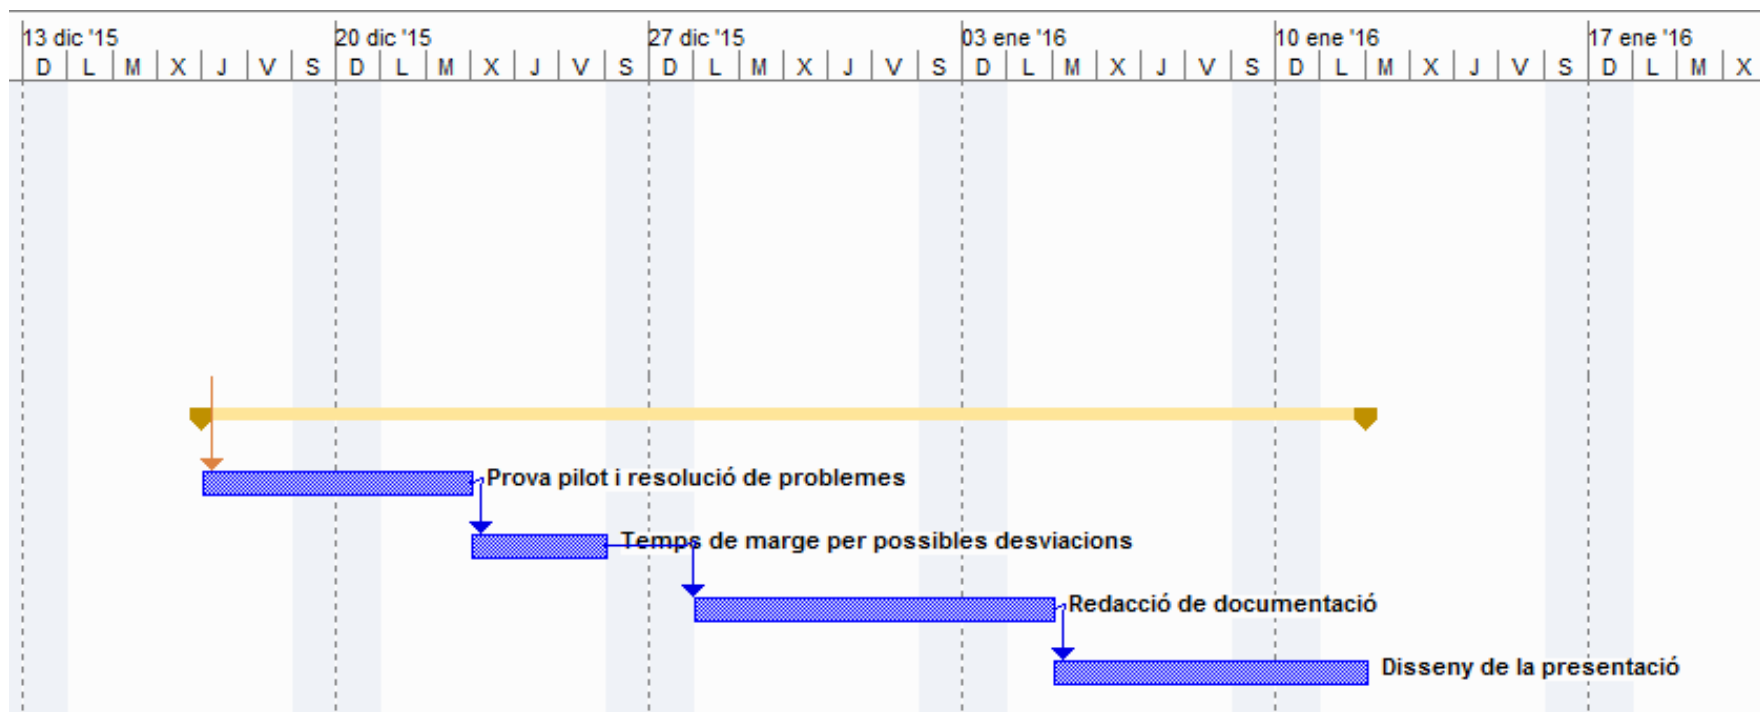 13 dic '15 20 dic '15 27 dic '15 03 ene '16 10 ene '16 17 ene '16
D L M X J V S D L M X J V S D L M X J V S D L M X J V S D L M X J V S D L M X
Prova pilot i resolució de problemes
Temps de marge per possibles desviacions
Redacció de documentació
Disseny de la presentació